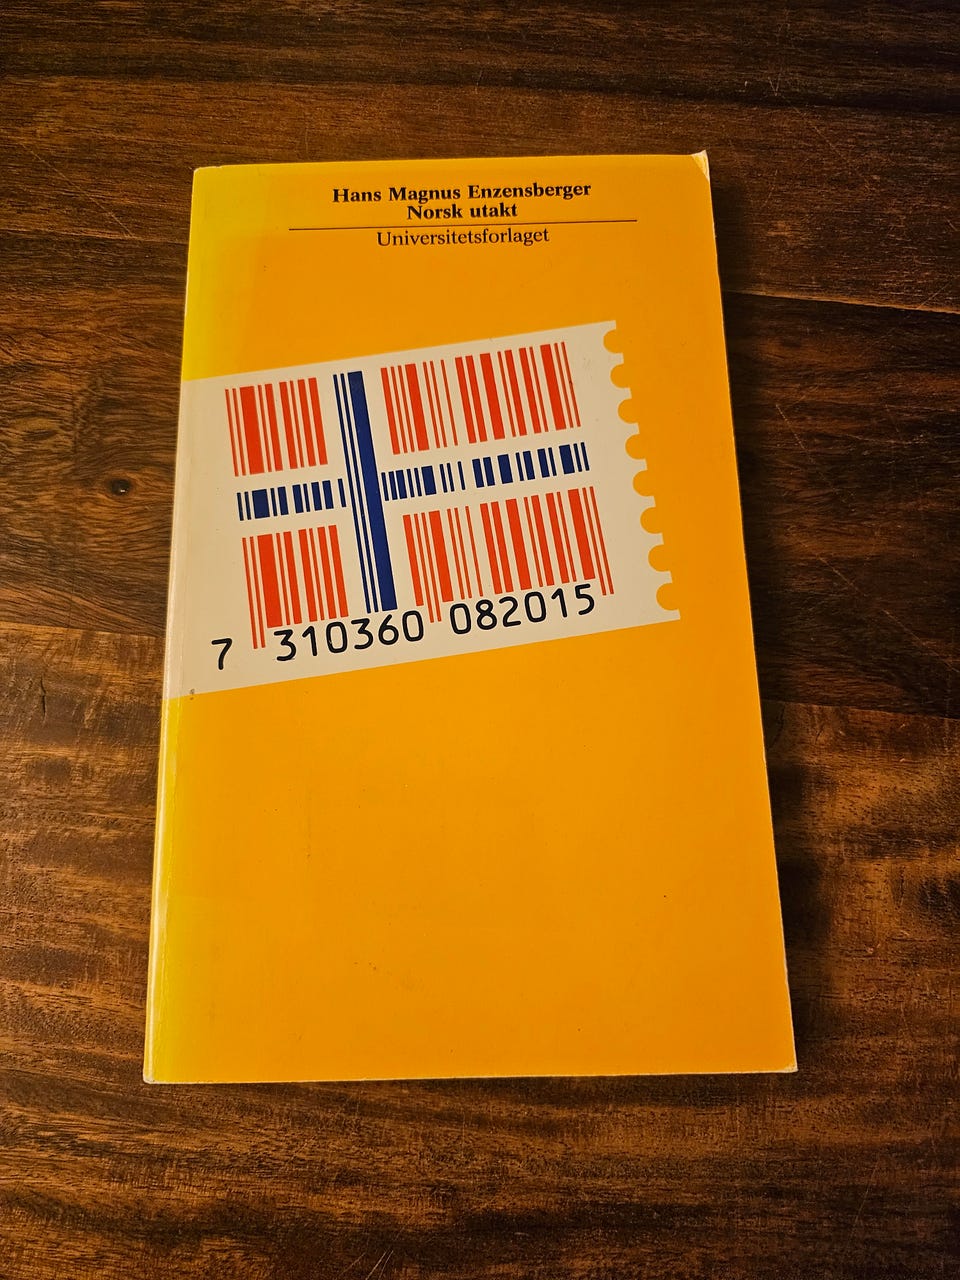 Hans Magnus Enzensberger
Norsk utakt
Universitetsforlaget
7 310360 082015